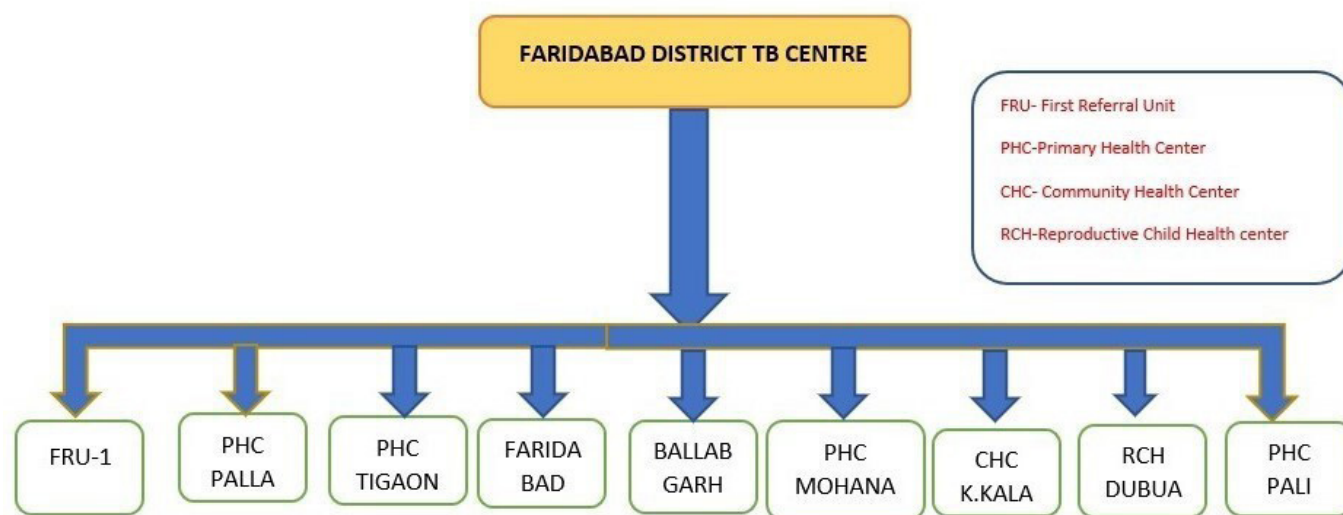 FARIDABAD DISTRICT TB CENTRE
FRU- First Referral Unit
PHC-Primary Health Center
CHC- Community Health Center
RCH-Reproductive Child Health center
FRU-1
PHC
PALLA
PHC
TIGAON
FARIDA
BAD
BALLAB
GARH
PHC
MOHANA
CHC
K.KALA
RCH
DUBUA
PHC
PALI